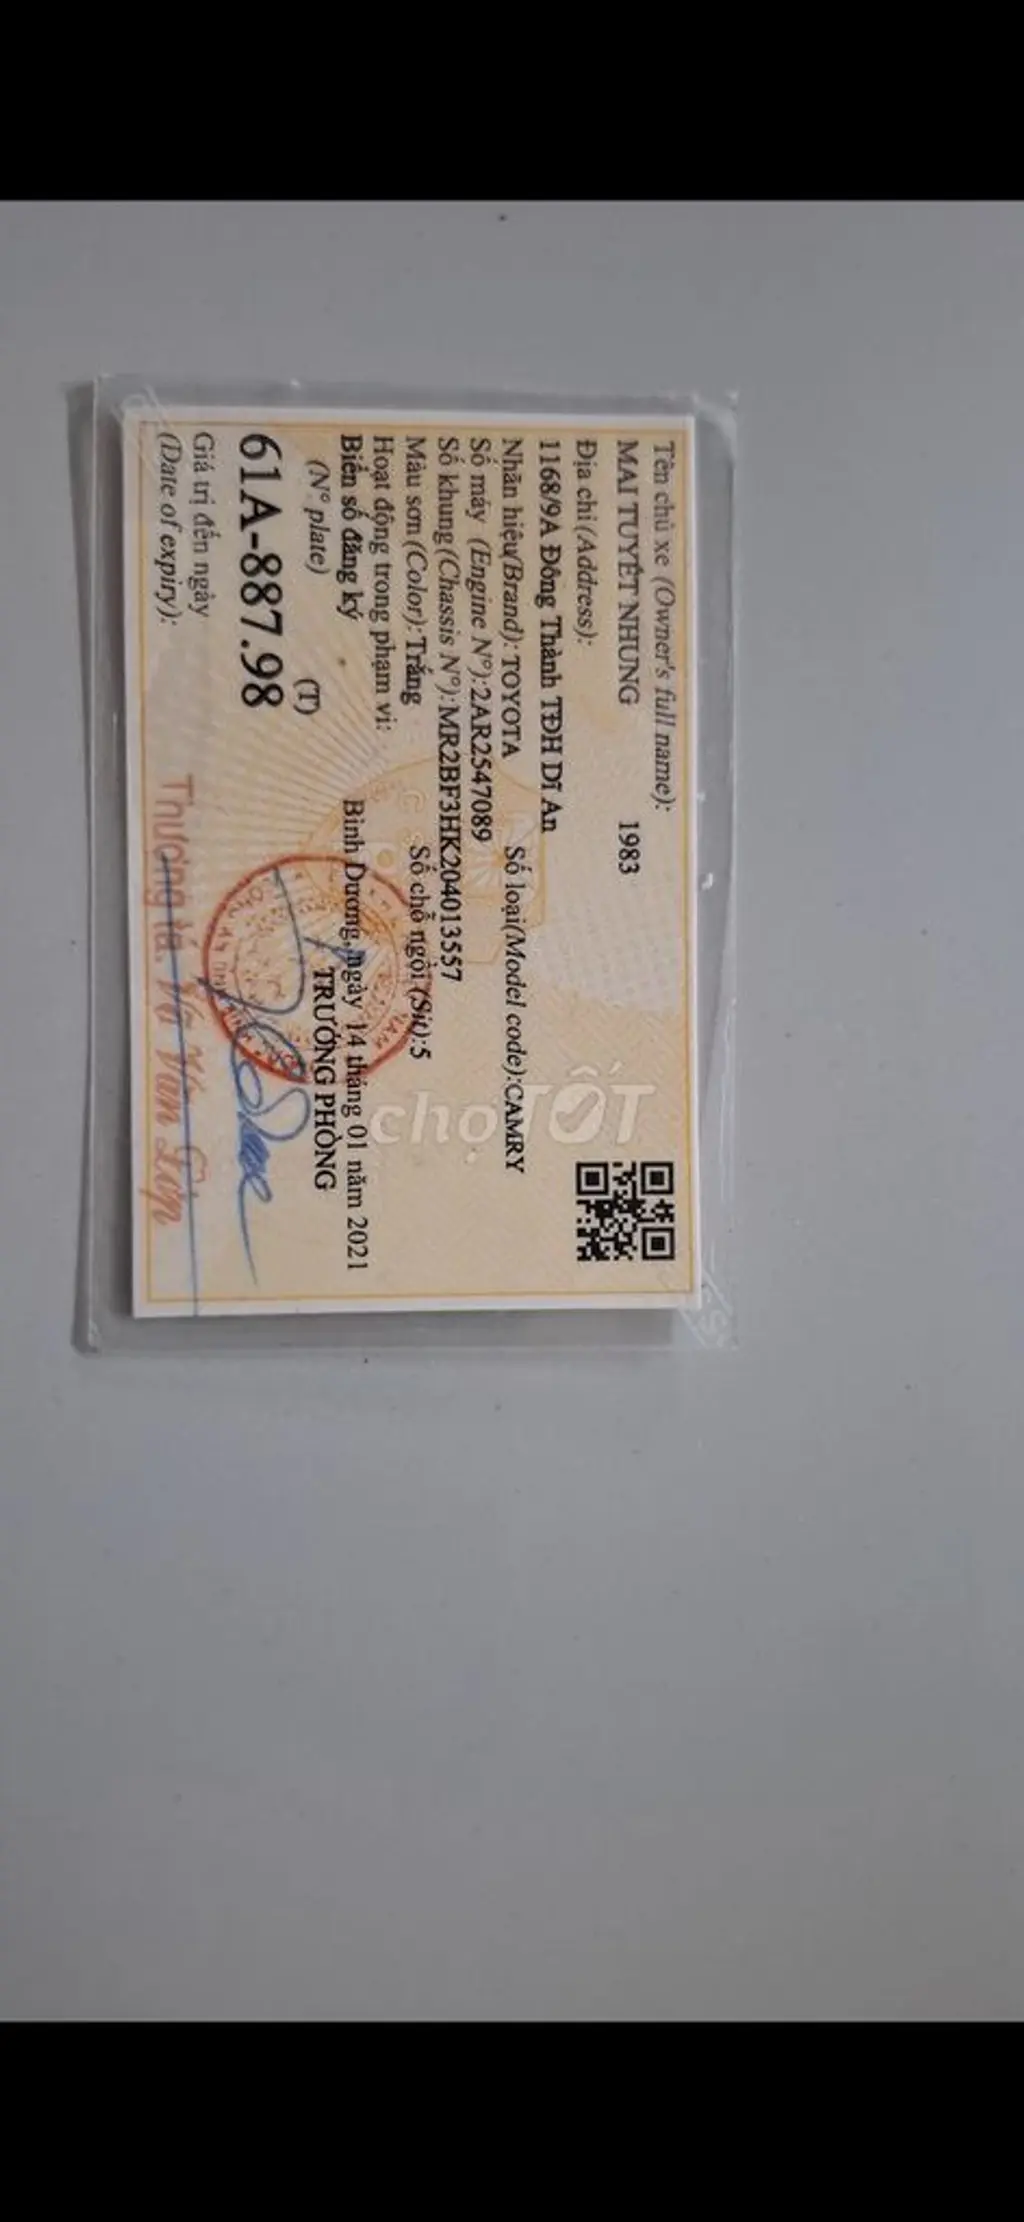 Tên chủ xe (Owner's full name):
MAI TUYẾT NHUNG 1983
Địa chỉ (Address):
1168/9A Đông Thành TĐH Dĩ An
Nhãn hiệu(Brand): TOYOTA Số loại(Model code):CAMRY
Số máy (Engine N°):2AR2547089
Số khung(Chassis N°): MR2BF3HK204013557
Màu sơn (Color): Trắng Số chỗ ngồi (Sit):5
Hoạt động trong phạm vi:
Biển số đăng ký
(N° plate) (T)
61A-887.98
Giá trị đến ngày
(Date of expiry):
Bình Dương, ngày 14 tháng 01 năm 2021
TRƯỞNG PHÒNG
Thượng tá
chợTỐT